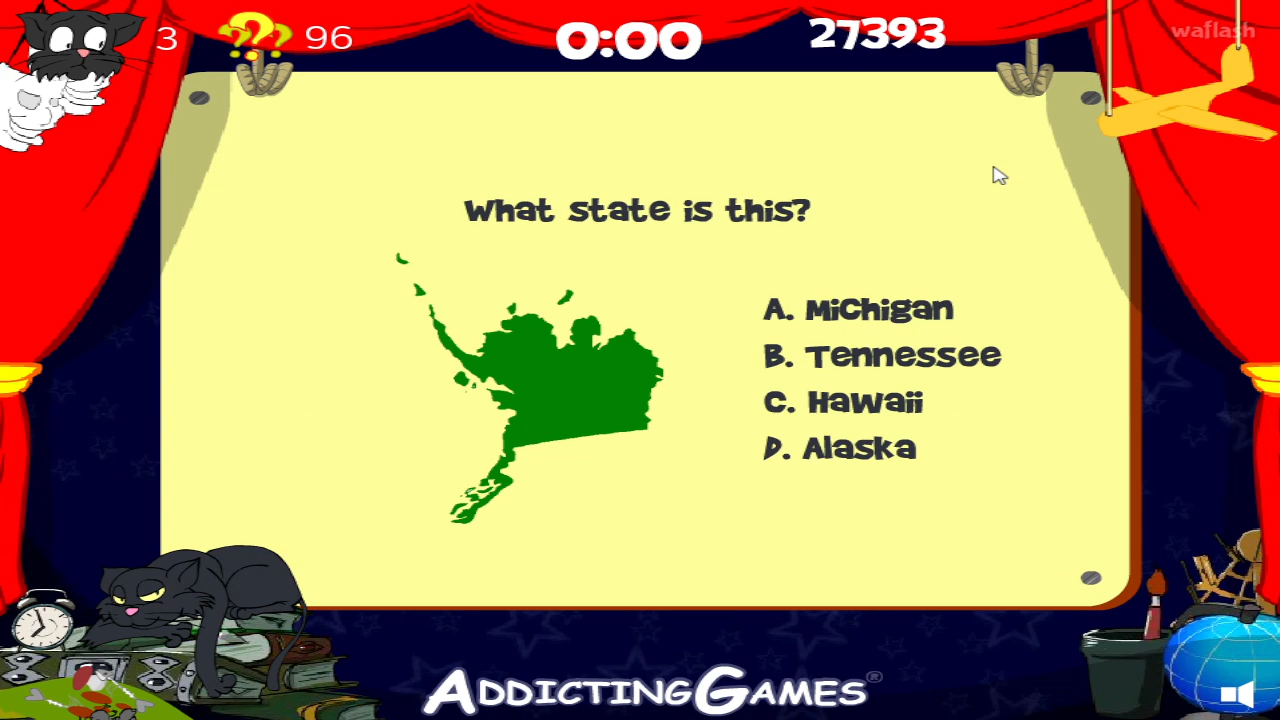 3
96
0:00
27393
waflash
What state is this?
A. Michigan
B. Tennessee
C. Hawaii
D. Alaska
ADDICTINGGAMES®